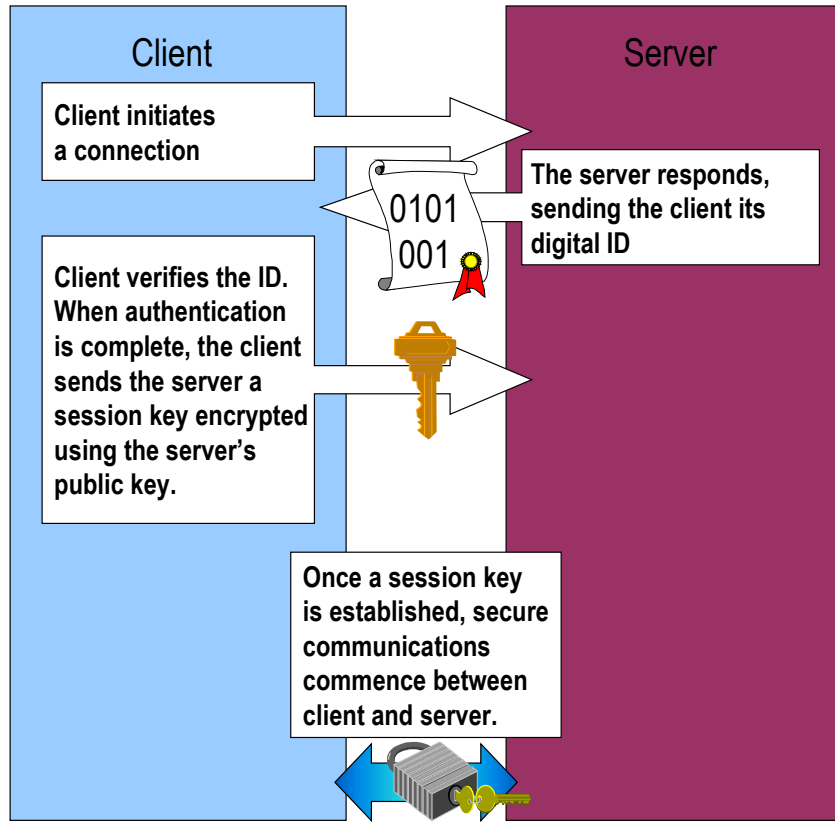 Client
Server
Client initiates
a connection
The server responds,
sending the client its
digital ID
0101
001
Client verifies the ID.
When authentication
is complete, the client
sends the server a
session key encrypted
using the server’s
public key.
Once a session key
is established, secure
communications
commence between
client and server.